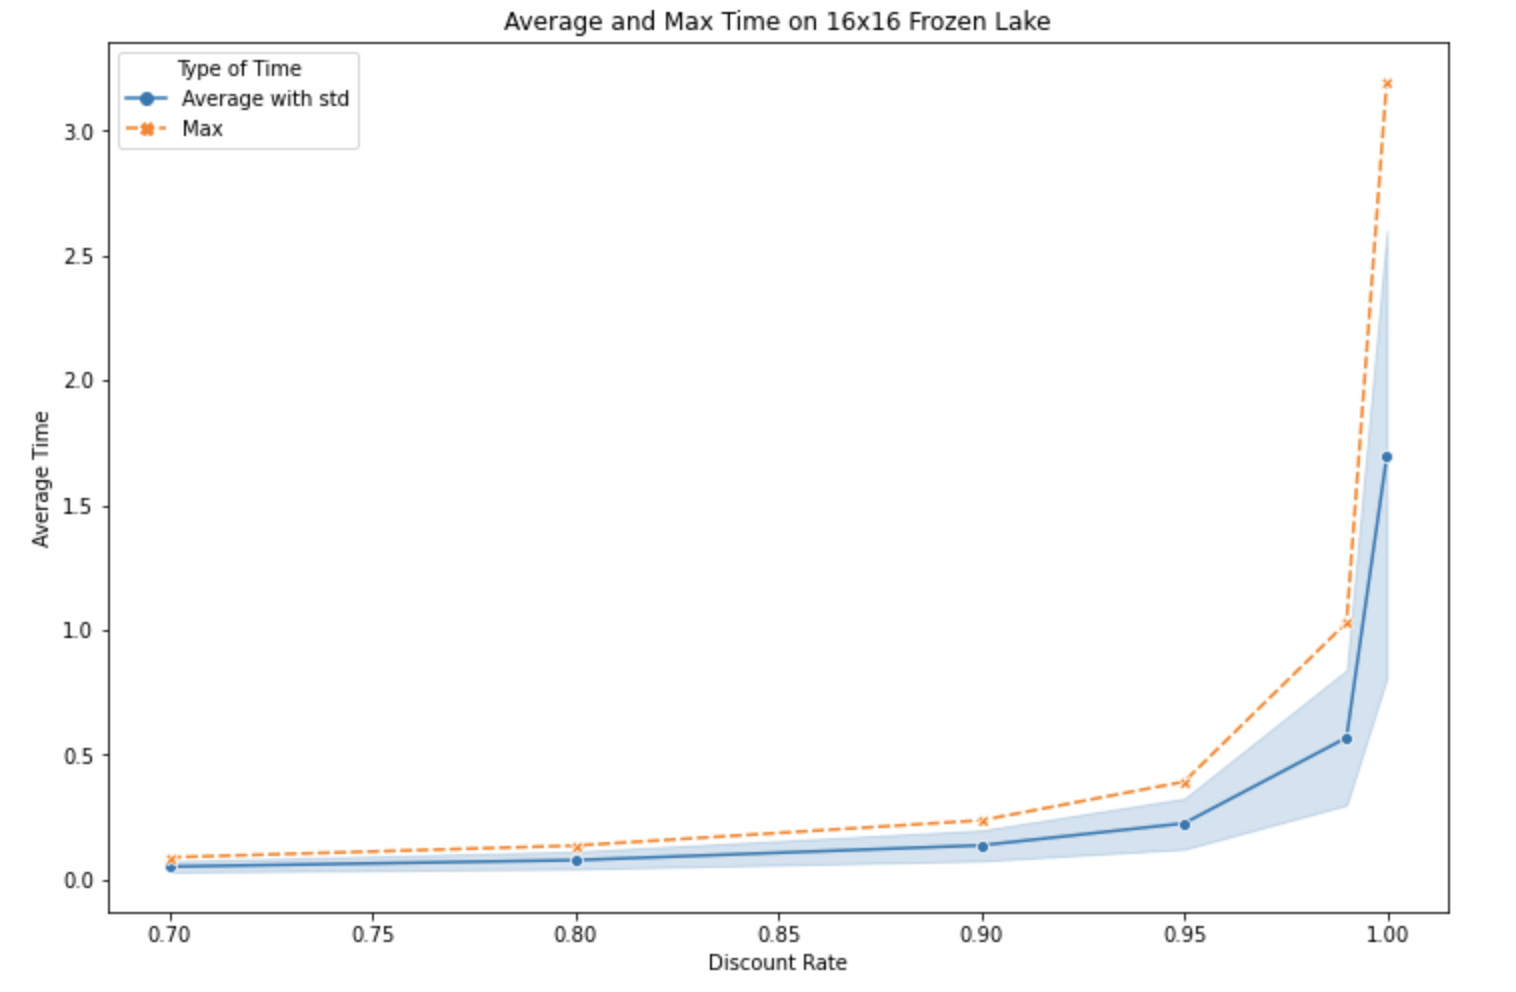 Average and Max Time on 16x16 Frozen Lake
Type of Time
Average with std
Max
Average Time
3.0
2.5
2.0
1.5
1.0
0.5
0.0
0.70 0.75 0.80 0.85 0.90 0.95 1.00
Discount Rate